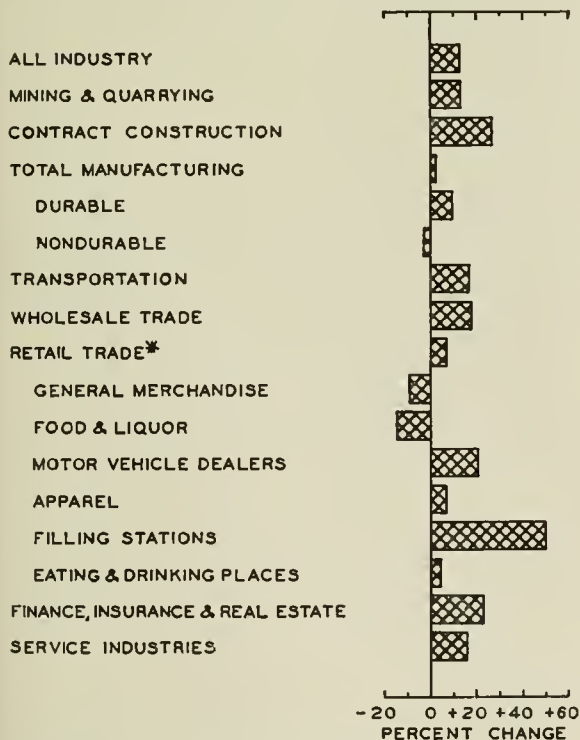 ALL INDUSTRY
MINING & QUARRYING
CONTRACT CONSTRUCTION
TOTAL MANUFACTURING
DURABLE
NONDURABLE
TRANSPORTATION
WHOLESALE TRADE
RETAIL TRADE*
GENERAL MERCHANDISE
FOOD & LIQUOR
MOTOR VEHICLE DEALERS
APPAREL
FILLING STATIONS
EATING & DRINKING PLACES
FINANCE, INSURANCE & REAL ESTATE
SERVICE INDUSTRIES
-20 0 +20 +40 +60
PERCENT CHANGE